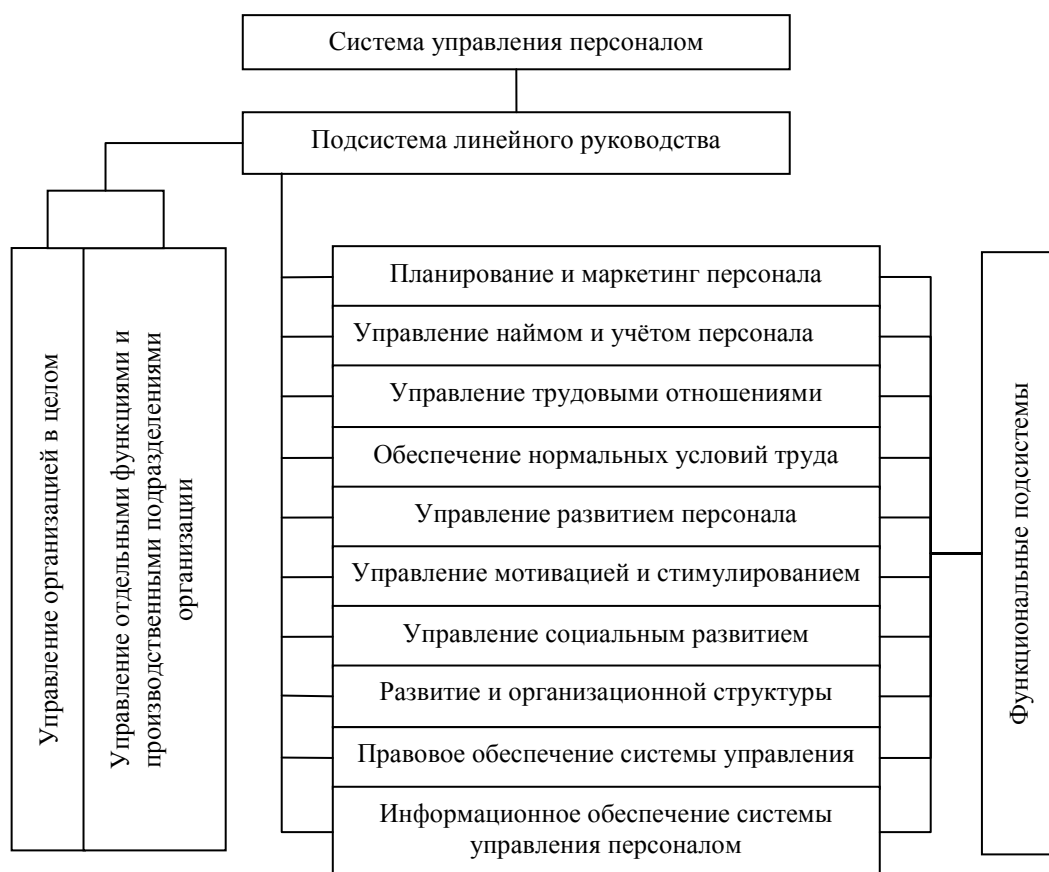 Система управления персоналом
Подсистема линейного руководства
Управление организацией в целом
Управление отдельными функциями и
производственными подразделениями
организации
Планирование и маркетинг персонала
Управление наймом и учётом персонала
Управление трудовыми отношениями
Обеспечение нормальных условий труда
Управление развитием персонала
Управление мотивацией и стимулированием
Управление социальным развитием
Развитие и организационной структуры
Правовое обеспечение системы управления
Информационное обеспечение системы
управления персоналом
Функциональные подсистемы